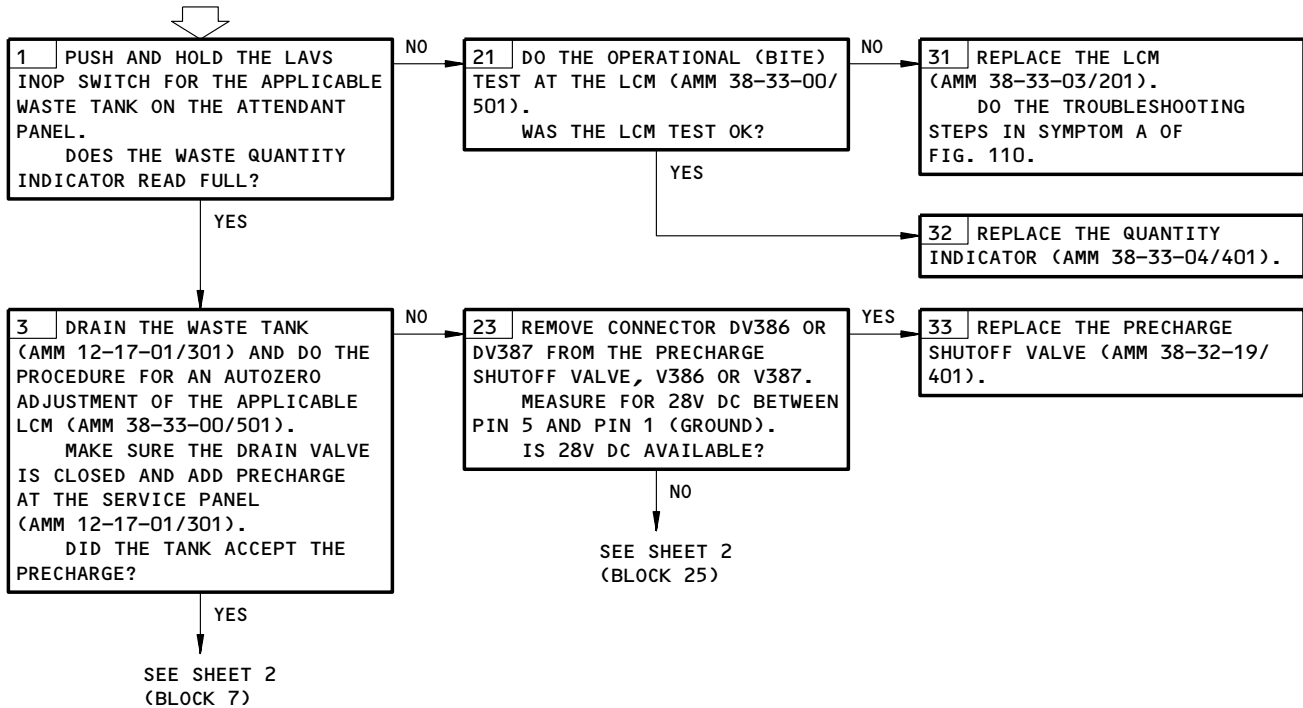 1 PUSH AND HOLD THE LAVS
INOP SWITCH FOR THE APPLICABLE
WASTE TANK ON THE ATTENDANT
PANEL.
DOES THE WASTE QUANTITY
INDICATOR READ FULL?
NO
21 DO THE OPERATIONAL (BITE)
TEST AT THE LCM (AMM 38-33-00/
501).
WAS THE LCM TEST OK?
NO
31 REPLACE THE LCM
(AMM 38-33-03/201).
DO THE TROUBLESHOOTING
STEPS IN SYMPTOM A OF
FIG. 110.
YES
YES
32 REPLACE THE QUANTITY
INDICATOR (AMM 38-33-04/401).
3 DRAIN THE WASTE TANK
(AMM 12-17-01/301) AND DO THE
PROCEDURE FOR AN AUTOZERO
ADJUSTMENT OF THE APPLICABLE
LCM (AMM 38-33-00/501).
MAKE SURE THE DRAIN VALVE
IS CLOSED AND ADD PRECHARGE
AT THE SERVICE PANEL
(AMM 12-17-01/301).
DID THE TANK ACCEPT THE
PRECHARGE?
NO
23 REMOVE CONNECTOR DV386 OR
DV387 FROM THE PRECHARGE
SHUTOFF VALVE, V386 OR V387.
MEASURE FOR 28V DC BETWEEN
PIN 5 AND PIN 1 (GROUND).
IS 28V DC AVAILABLE?
YES
33 REPLACE THE PRECHARGE
SHUTOFF VALVE (AMM 38-32-19/
401).
NO
SEE SHEET 2
(BLOCK 25)
YES
SEE SHEET 2
(BLOCK 7)